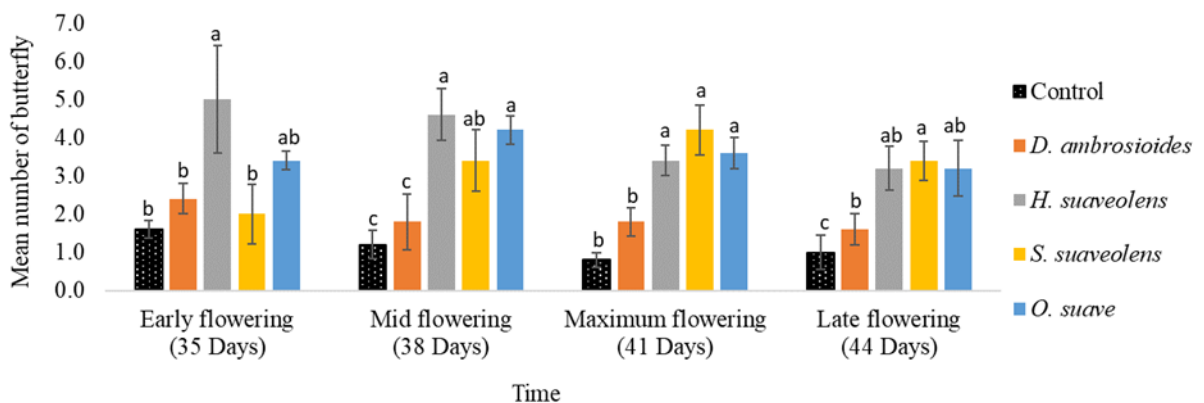 Mean number of butterfly
7.0
6.0
5.0
4.0
3.0
2.0
1.0
0.0
b b a b ab
c c a ab a
b b a a a
c b ab a ab
Early flowering
(35 Days)
Mid flowering
(38 Days)
Maximum flowering
(41 Days)
Late flowering
(44 Days)
Time
Control
D. ambrosioides
H. suaveolens
S. suaveolens
O. suave